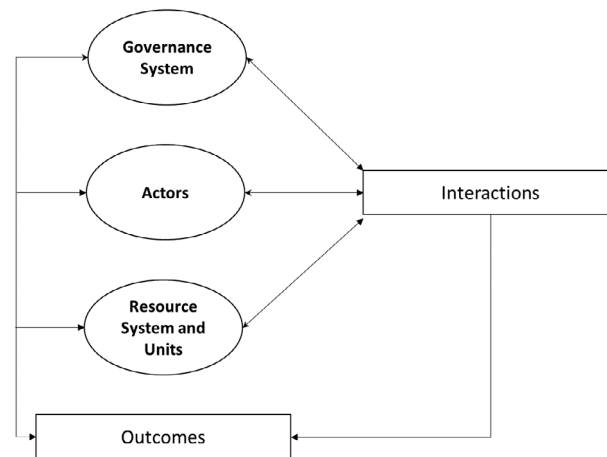 Governance
System
Actors
Interactions
Resource
System and
Units
Outcomes